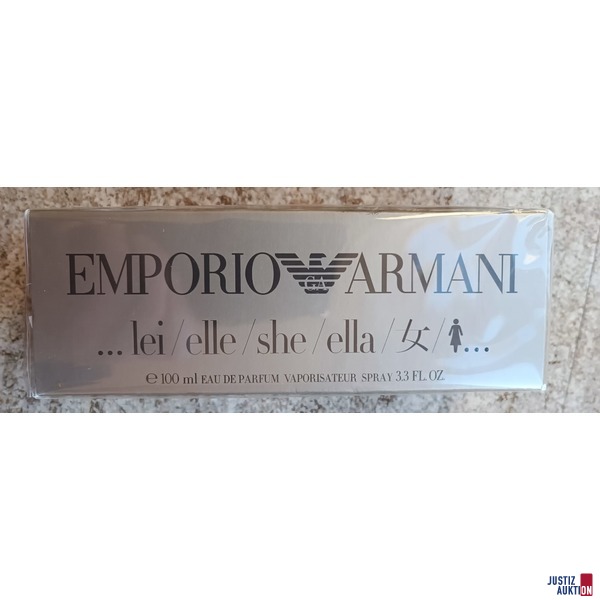 EMPORIO GA ARMANI
... lei/elle/she/ella/女/...
℮ 100 ml EAU DE PARFUM VAPORISATEUR SPRAY 3.3 FL. OZ.
JUSTIZ
AUKTION